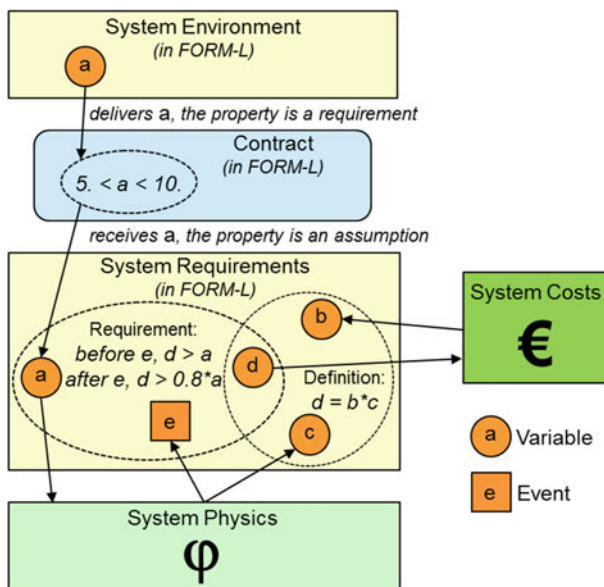 System Environment
(in FORM-L)
a
delivers a, the property is a requirement
Contract
(in FORM-L)
5. < a < 10.
receives a, the property is an assumption
System Requirements
(in FORM-L)
Requirement:
before e, d > a
after e, d > 0.8*a
a
e
b
d
Definition:
d = b*c
c
System Costs
€
a Variable
e Event
System Physics
φ